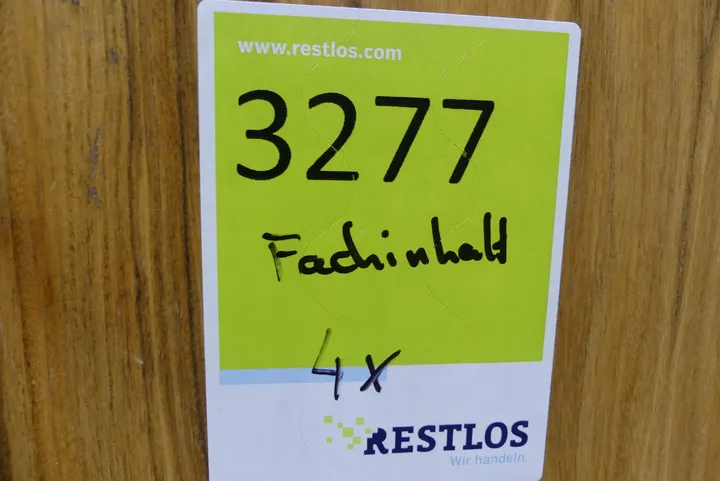 www.restlos.com
3277
Fachinhalt
4x
RESTLOS
Wir handeln.